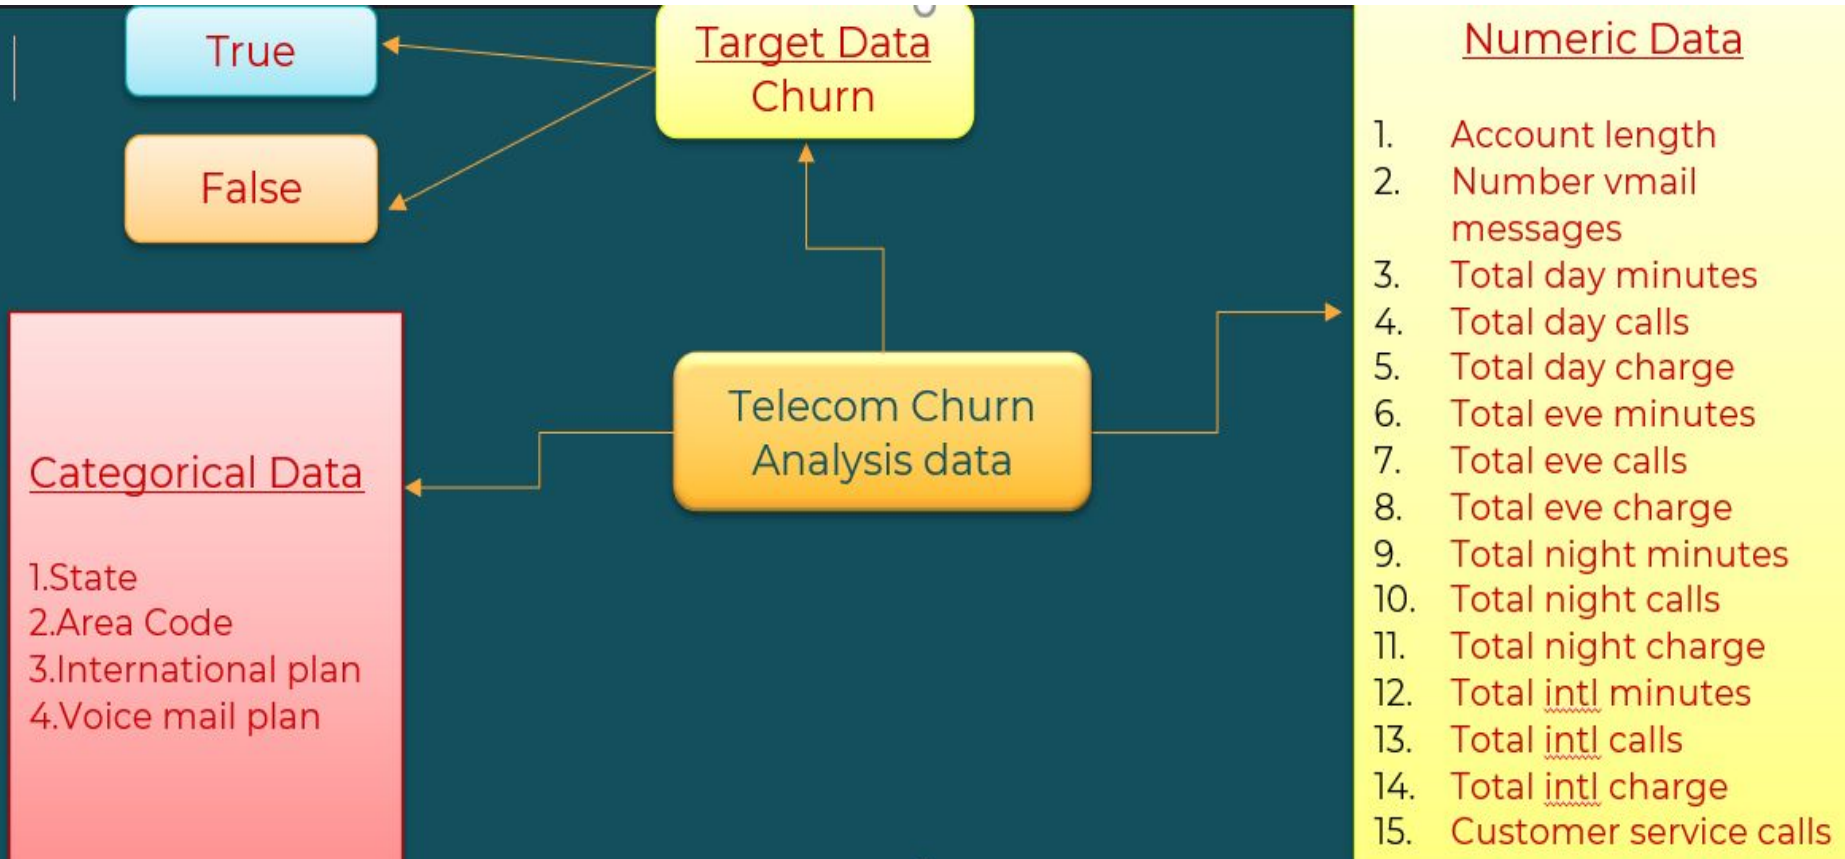 True
False
Target Data
Churn
Telecom Churn
Analysis data
Categorical Data
1.State
2.Area Code
3.International plan
4.Voice mail plan
Numeric Data
1. Account length
2. Number vmail
messages
3. Total day minutes
4. Total day calls
5. Total day charge
6. Total eve minutes
7. Total eve calls
8. Total eve charge
9. Total night minutes
10. Total night calls
11. Total night charge
12. Total intl minutes
13. Total intl calls
14. Total intl charge
15. Customer service calls